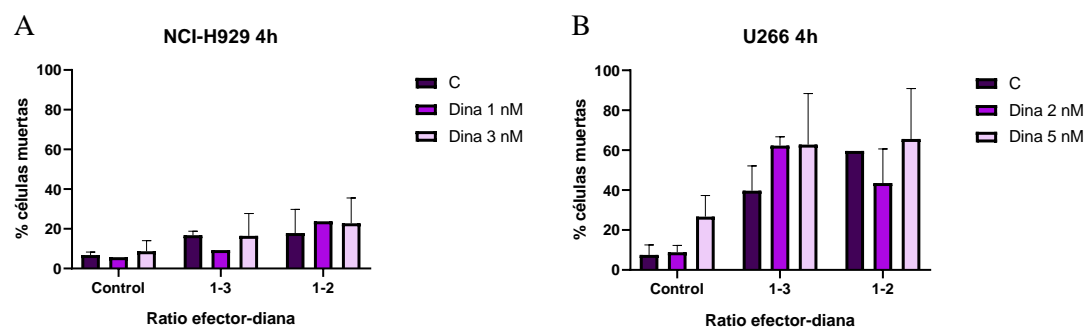 A
NCI-H929 4h
% células muertas
100
80
60
40
20
0
Control
1-3
1-2
Ratio efector-diana
C
Dina 1 nM
Dina 3 nM
B
U266 4h
% células muertas
100
80
60
40
20
0
Control
1-3
1-2
Ratio efector-diana
C
Dina 2 nM
Dina 5 nM